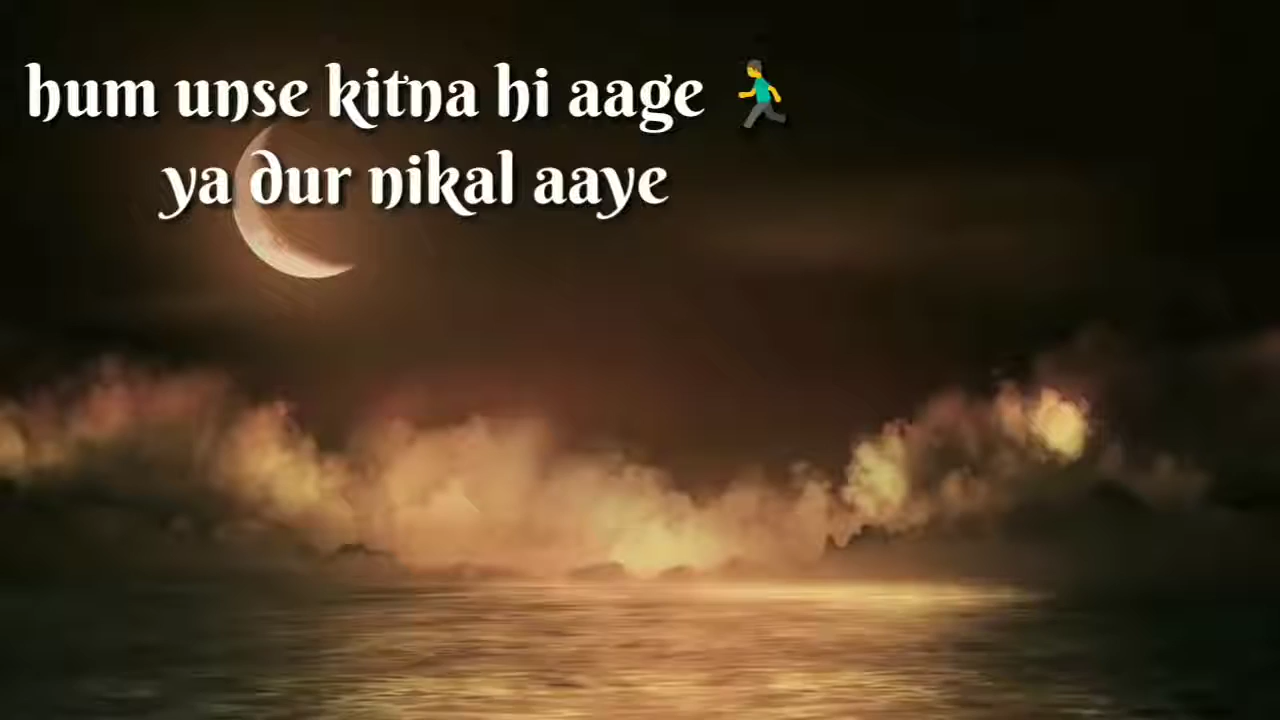 hum unse kitna hi aage 🏃‍♂️
ya dur nikal aaye